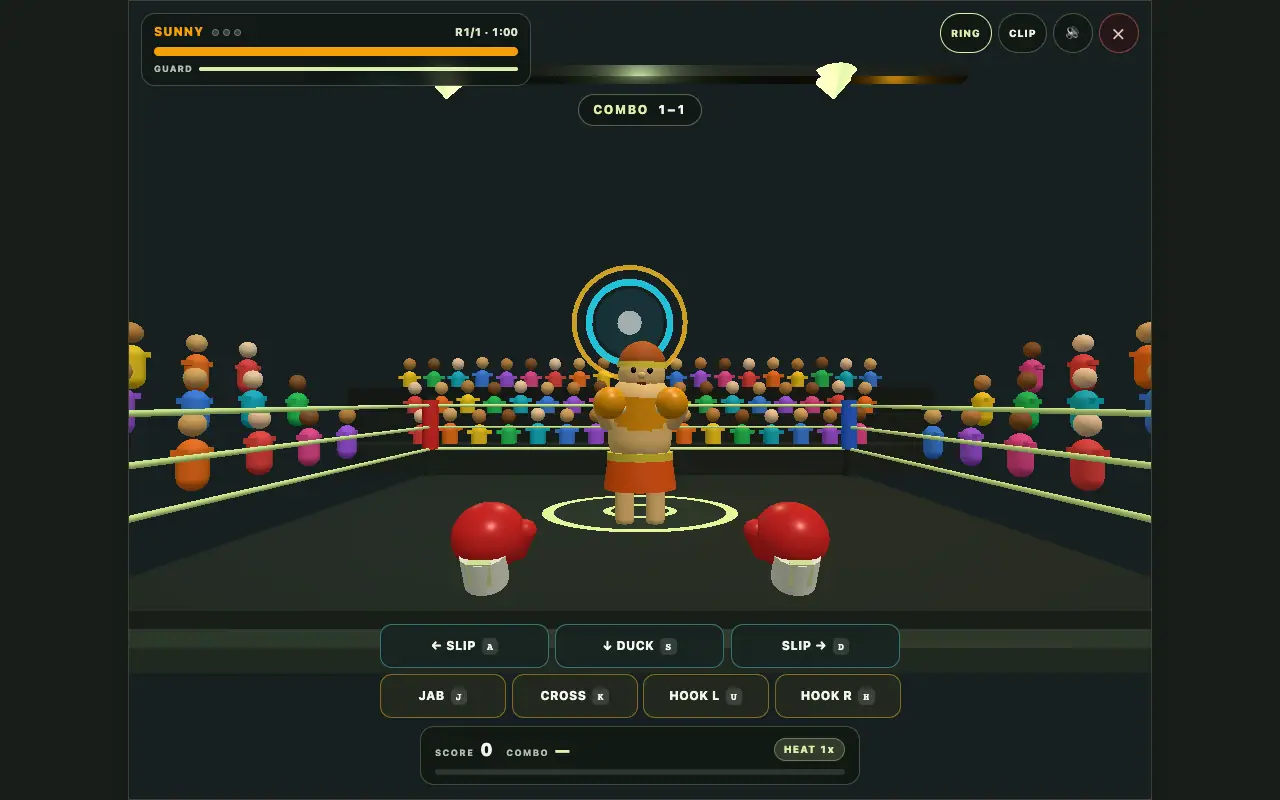 SUNNY R1/1 · 1:00
GUARD
RING CLIP ✕
COMBO 1–1
← SLIP A ↓ DUCK S SLIP → D
JAB J CROSS K HOOK L U HOOK R H
SCORE 0 COMBO — HEAT 1x